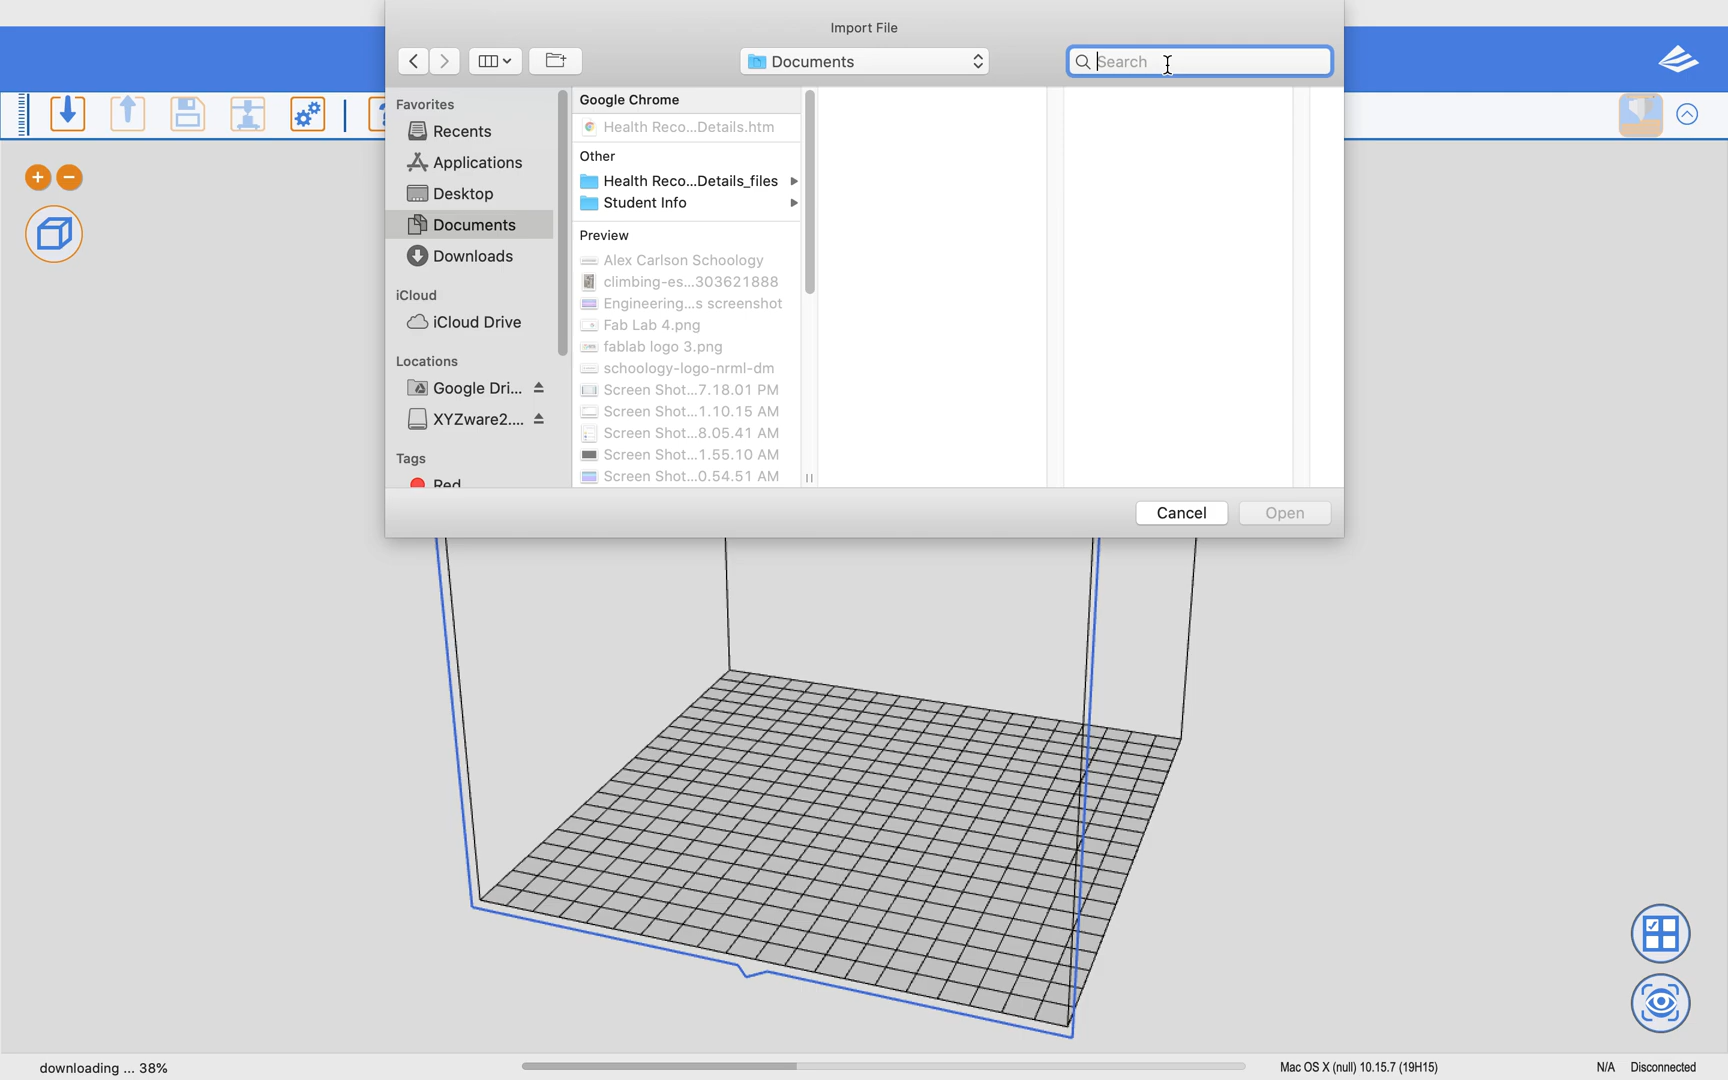 Import File
Documents
Search
Favorites
Recents
Applications
Desktop
Documents
Downloads
iCloud
iCloud Drive
Locations
Google Dri...
XYZware2....
Tags
Red
Google Chrome
Health Reco...Details.htm
Other
Health Reco...Details_files
Student Info
Preview
Alex Carlson Schoology
climbing-es...303621888
Engineering...s screenshot
Fab Lab 4.png
fablab logo 3.png
schoology-logo-nrml-dm
Screen Shot...7.18.01 PM
Screen Shot...1.10.15 AM
Screen Shot...8.05.41 AM
Screen Shot...1.55.10 AM
Screen Shot...0.54.51 AM
Cancel
Open
downloading ... 38%
Mac OS X (null) 10.15.7 (19H15)
N/A Disconnected